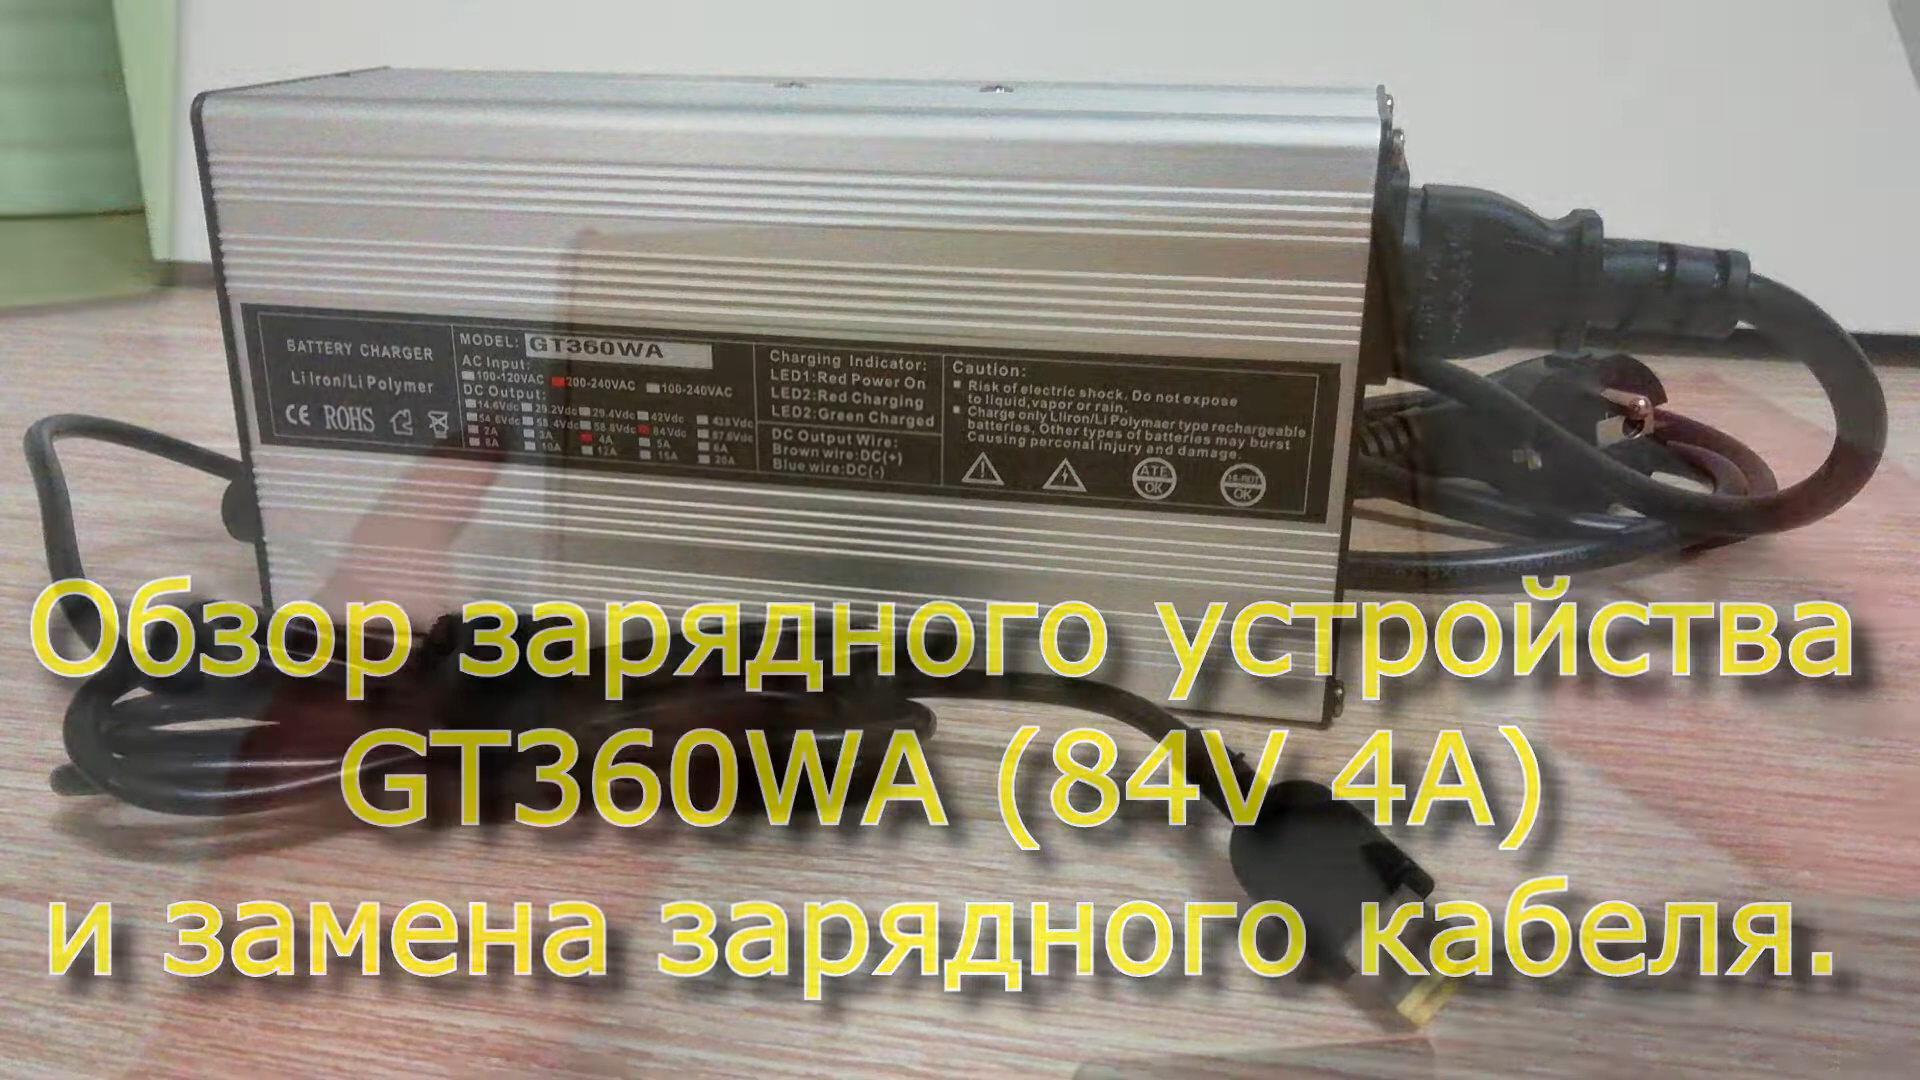 BATTERY CHARGER
Li Iron/Li Polymer
CE ROHS
MODEL: GT360WA
AC Input:
100-120VAC 200-240VAC 100-240VAC
DC Output:
14.6Vdc 29.2Vdc 29.4Vdc 42Vdc 43.8Vdc
54.6Vdc 58.4Vdc 58.8Vdc 84Vdc 87.6Vdc
2A 3A 4A 5A 6A
8A 10A 12A 15A 20A
Charging Indicator:
LED1:Red Power On
LED2:Red Charging
LED2:Green Charged
DC Output Wire:
Brown wire:DC(+)
Blue wire:DC(-)
Caution:
Risk of electric shock. Do not expose
to liquid,vapor or rain.
Charge only LIiron/Li Polymaer type rechargeable
batteries. Other types of batteries may burst
Causing perconal injury and damage.
ATE
OK
OK
Обзор зарядного устройства
GT360WA (84V 4A)
и замена зарядного кабеля.